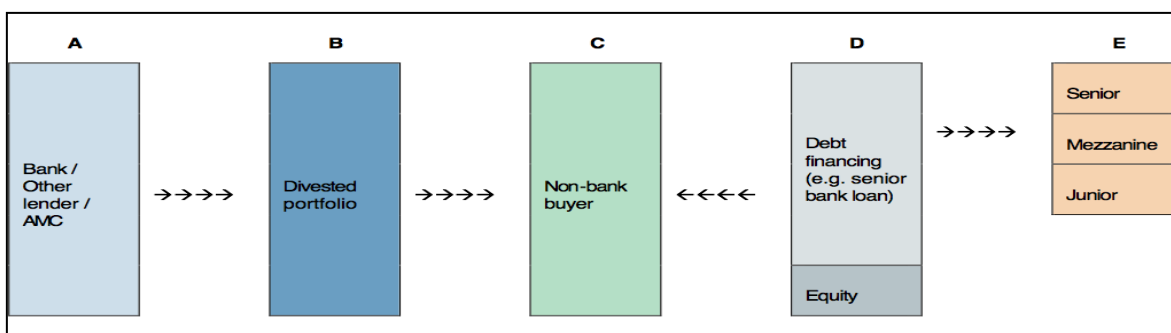 A
B
C
D
E
Bank /
Other
lender /
AMC
Divested
portfolio
Non-bank
buyer
Debt
financing
(e.g. senior
bank loan)
Equity
Senior
Mezzanine
Junior